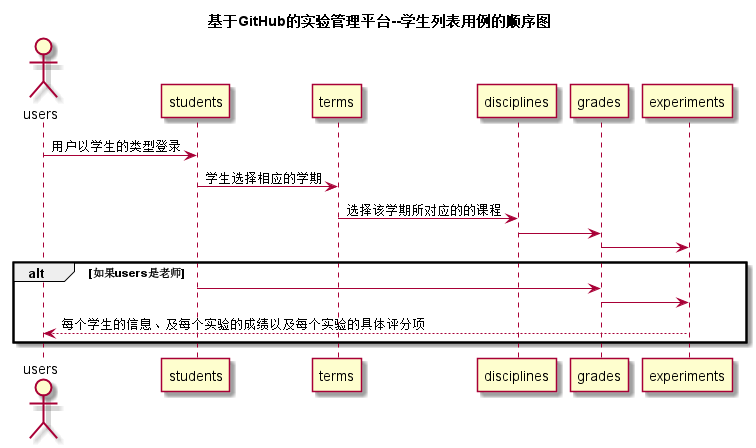 基于GitHub的实验管理平台--学生列表用例的顺序图
users
students
terms
disciplines
grades
experiments
用户以学生的类型登录
学生选择相应的学期
选择该学期所对应的的课程
alt
[如果users是老师]
每个学生的信息、及每个实验的成绩以及每个实验的具体评分项
users
students
terms
disciplines
grades
experiments